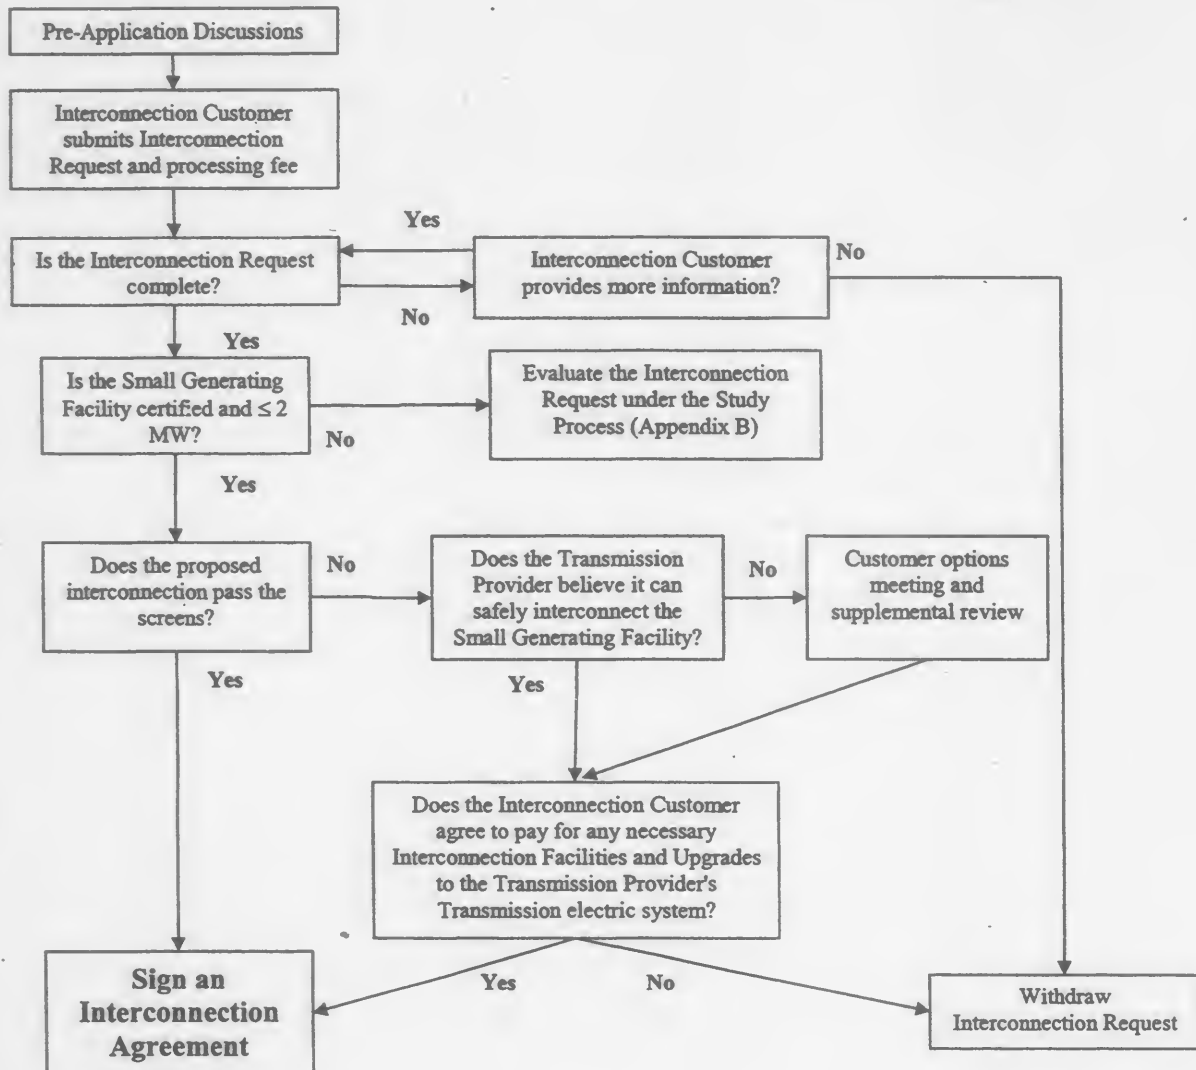 Pre-Application Discussions
Interconnection Customer
submits Interconnection
Request and processing fee
Yes
Is the Interconnection Request
complete?
Interconnection Customer
provides more information?
No
No
Yes
Is the Small Generating
Facility certified and ≤ 2
MW?
No
Evaluate the Interconnection
Request under the Study
Process (Appendix B)
Yes
Does the proposed
interconnection pass the
screens?
No
Does the Transmission
Provider believe it can
safely interconnect the
Small Generating Facility?
No
Customer options
meeting and
supplemental review
Yes
Yes
Does the Interconnection Customer
agree to pay for any necessary
Interconnection Facilities and Upgrades
to the Transmission Provider's
Transmission electric system?
Yes
No
Sign an
Interconnection
Agreement
Withdraw
Interconnection Request